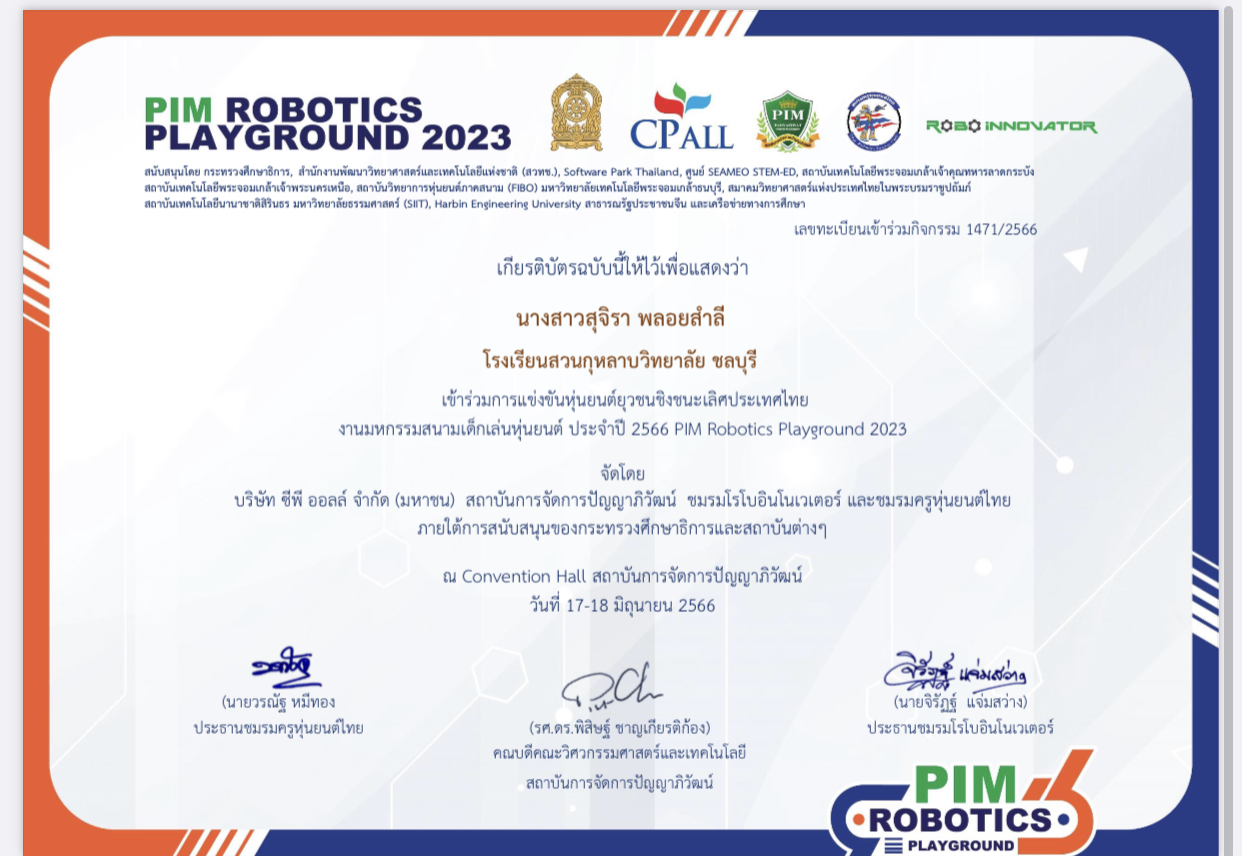 PIM ROBOTICS
PLAYGROUND 2023
CPALL
PIM
ROBO INNOVATOR
สนับสนุนโดย กระทรวงศึกษาธิการ, สำนักงานพัฒนาวิทยาศาสตร์และเทคโนโลยีแห่งชาติ (สวทช.), Software Park Thailand, ศูนย์ SEAMEO STEM-ED, สถาบันเทคโนโลยีพระจอมเกล้าเจ้าคุณทหารลาดกระบัง
สถาบันเทคโนโลยีพระจอมเกล้าเจ้าพระนครเหนือ, สถาบันวิทยาการหุ่นยนต์ภาคสนาม (FIBO) มหาวิทยาลัยเทคโนโลยีพระจอมเกล้าธนบุรี, สมาคมวิทยาศาสตร์แห่งประเทศไทยในพระบรมราชูปถัมภ์
สถาบันเทคโนโลยีนานาชาติสิรินธร มหาวิทยาลัยธรรมศาสตร์ (SIIT), Harbin Engineering University สาธารณรัฐประชาชนจีน และเครือข่ายทางการศึกษา
เลขทะเบียนเข้าร่วมกิจกรรม 1471/2566
เกียรติบัตรฉบับนี้ให้ไว้เพื่อแสดงว่า
นางสาวสุจิรา พลอยสำลี
โรงเรียนสวนกุหลาบวิทยาลัย ชลบุรี
เข้าร่วมการแข่งขันหุ่นยนต์ยุวชนชิงชนะเลิศประเทศไทย
งานมหกรรมสนามเด็กเล่นหุ่นยนต์ ประจำปี 2566 PIM Robotics Playground 2023
จัดโดย
บริษัท ซีพี ออลล์ จำกัด (มหาชน) สถาบันการจัดการปัญญาภิวัฒน์ ชมรมโรโบอินโนเวเตอร์ และชมรมครูหุ่นยนต์ไทย
ภายใต้การสนับสนุนของกระทรวงศึกษาธิการและสถาบันต่างๆ
ณ Convention Hall สถาบันการจัดการปัญญาภิวัฒน์
วันที่ 17-18 มิถุนายน 2566
(นายวรณัฐ หมีทอง
ประธานชมรมครูหุ่นยนต์ไทย
(รศ.ดร.พิสิษฐ์ ชาญเกียรติก้อง)
คณบดีคณะวิศวกรรมศาสตร์และเทคโนโลยี
สถาบันการจัดการปัญญาภิวัฒน์
จิรัฏฐ์ แจ่มสว่าง
(นายจิรัฏฐ์ แจ่มสว่าง)
ประธานชมรมโรโบอินโนเวเตอร์
PIM
ROBOTICS
PLAYGROUND